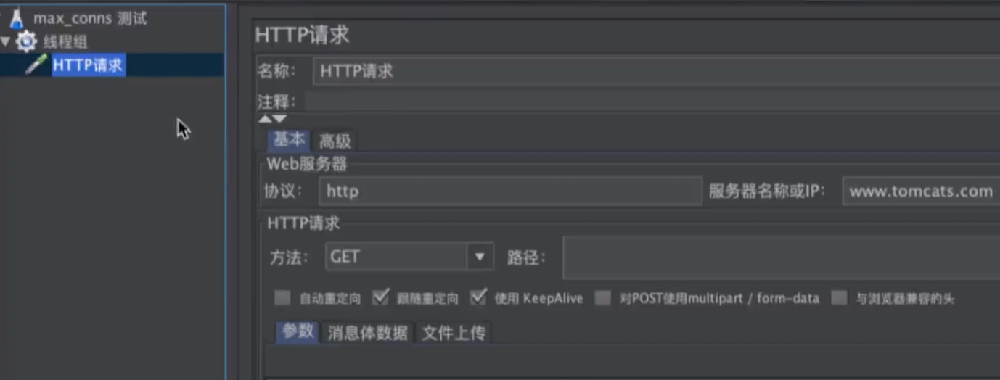 max_conns 测试
线程组
HTTP请求
HTTP请求
名称: HTTP请求
注释:
基本 高级
Web服务器
协议: http 服务器名称或IP: www.tomcats.com
HTTP请求
方法: GET 路径:
自动重定向 跟随重定向 使用 KeepAlive 对POST使用multipart / form-data 与浏览器兼容的头
参数 消息体数据 文件上传